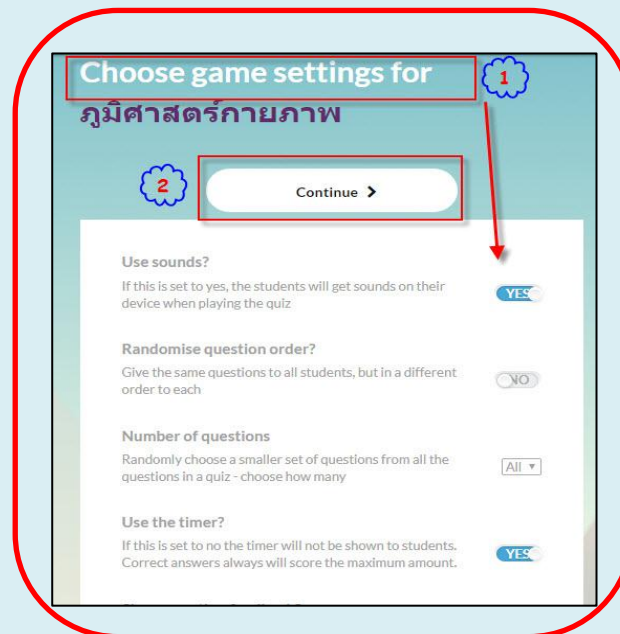 Choose game settings for
1
ภูมิศาสตร์กายภาพ
2
Continue >
Use sounds?
If this is set to yes, the students will get sounds on their
device when playing the quiz
YES
Randomise question order?
Give the same questions to all students, but in a different
order to each
NO
Number of questions
Randomly choose a smaller set of questions from all the
questions in a quiz - choose how many
All
Use the timer?
If this is set to no the timer will not be shown to students.
Correct answers always will score the maximum amount.
YES